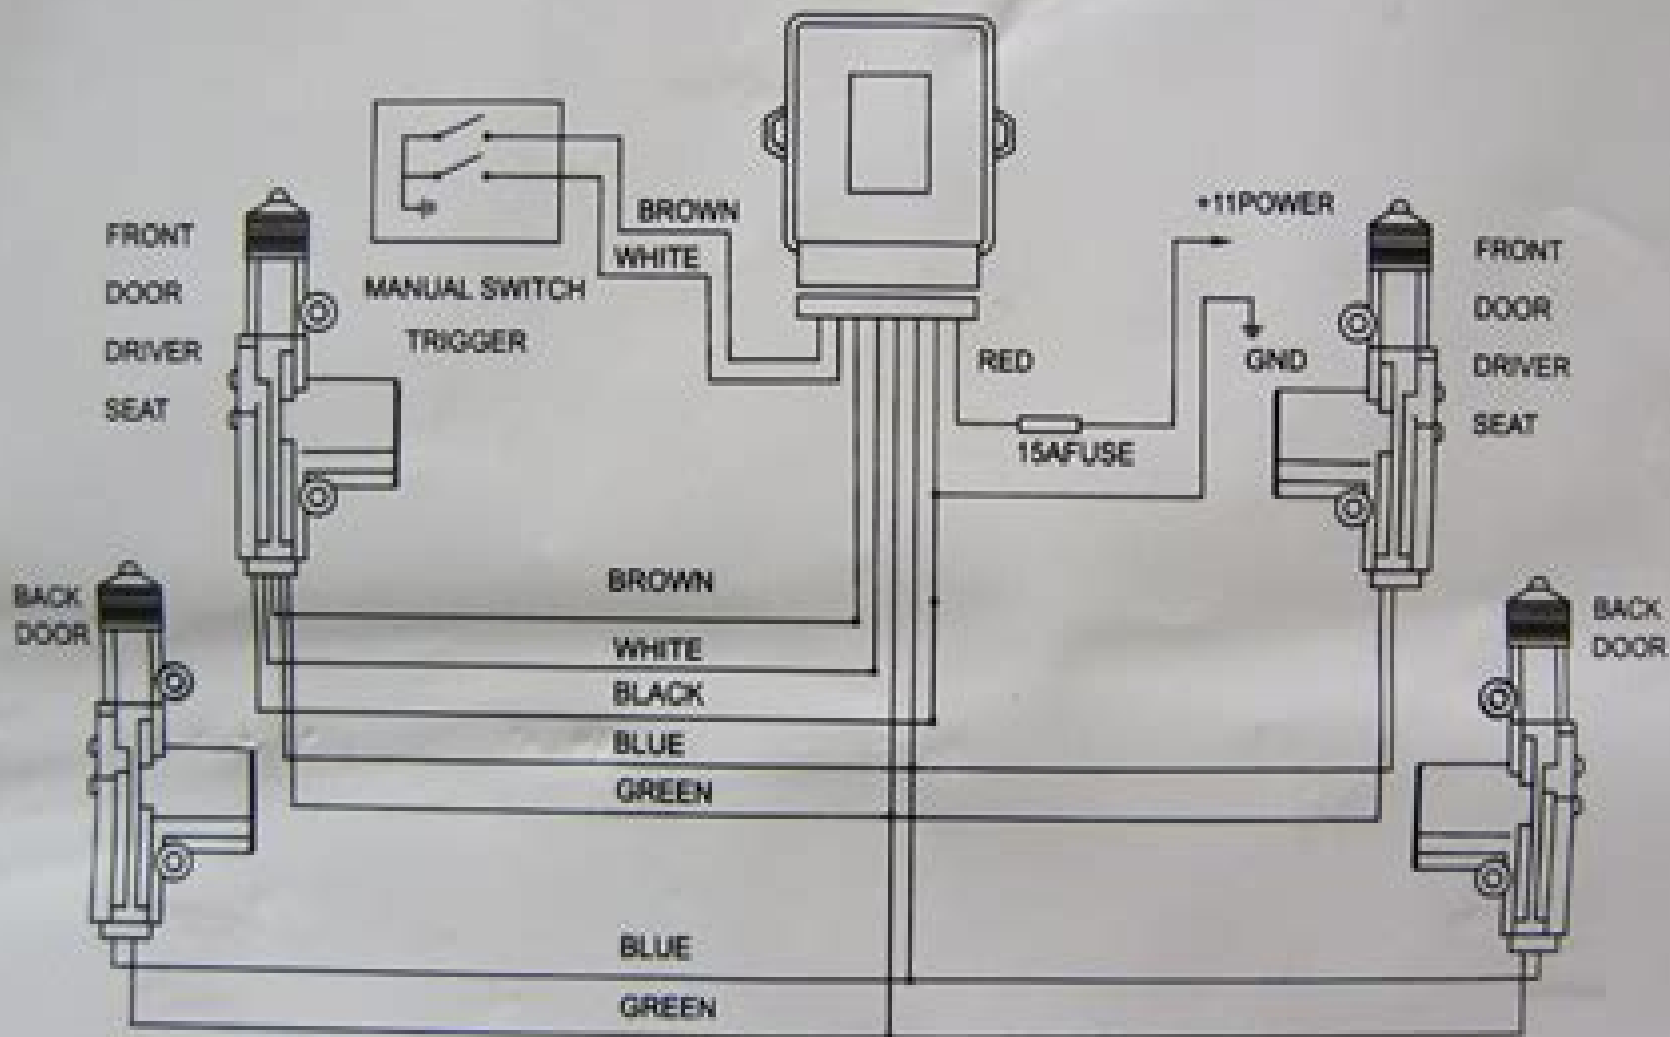 BROWN
WHITE
MANUAL SWITCH
TRIGGER
FRONT
DOOR
DRIVER
SEAT
+11POWER
GND
RED
15AFUSE
FRONT
DOOR
DRIVER
SEAT
BACK
DOOR
BROWN
WHITE
BLACK
BLUE
GREEN
BACK
DOOR
BLUE
GREEN